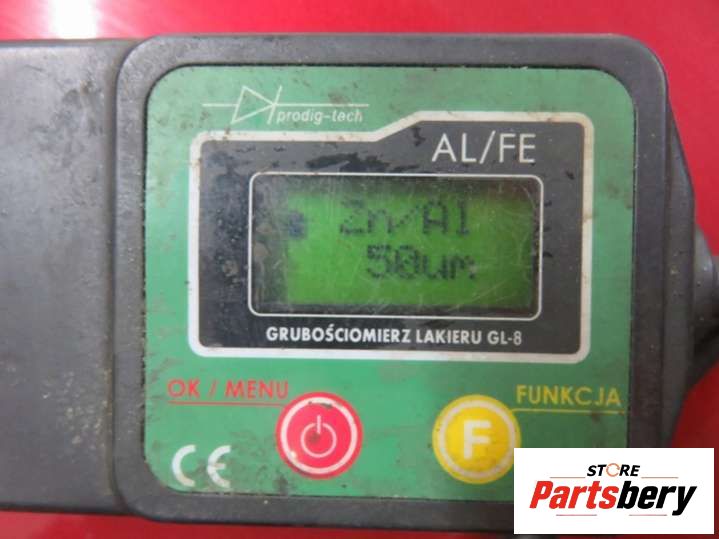 prodig-tech
AL/FE
Zn/Al
50um
GRUBOŚCIOMIERZ LAKIERU GL-8
OK / MENU
FUNKCJA
F
CE
STORE
Partsbery